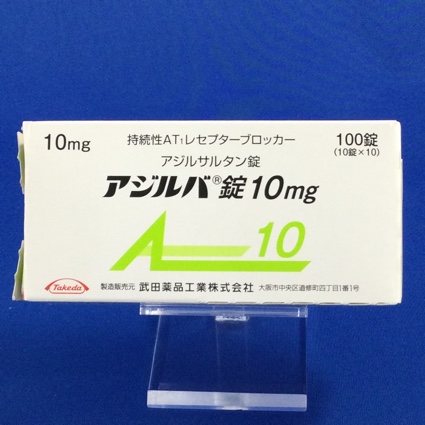 10mg
持続性AT₁レセプターブロッカー
100錠
(10錠×10)
アジルサルタン錠
アジルバ®錠10mg
10
Takeda
製造販売元 武田薬品工業株式会社 大阪市中央区道修町四丁目1番1号